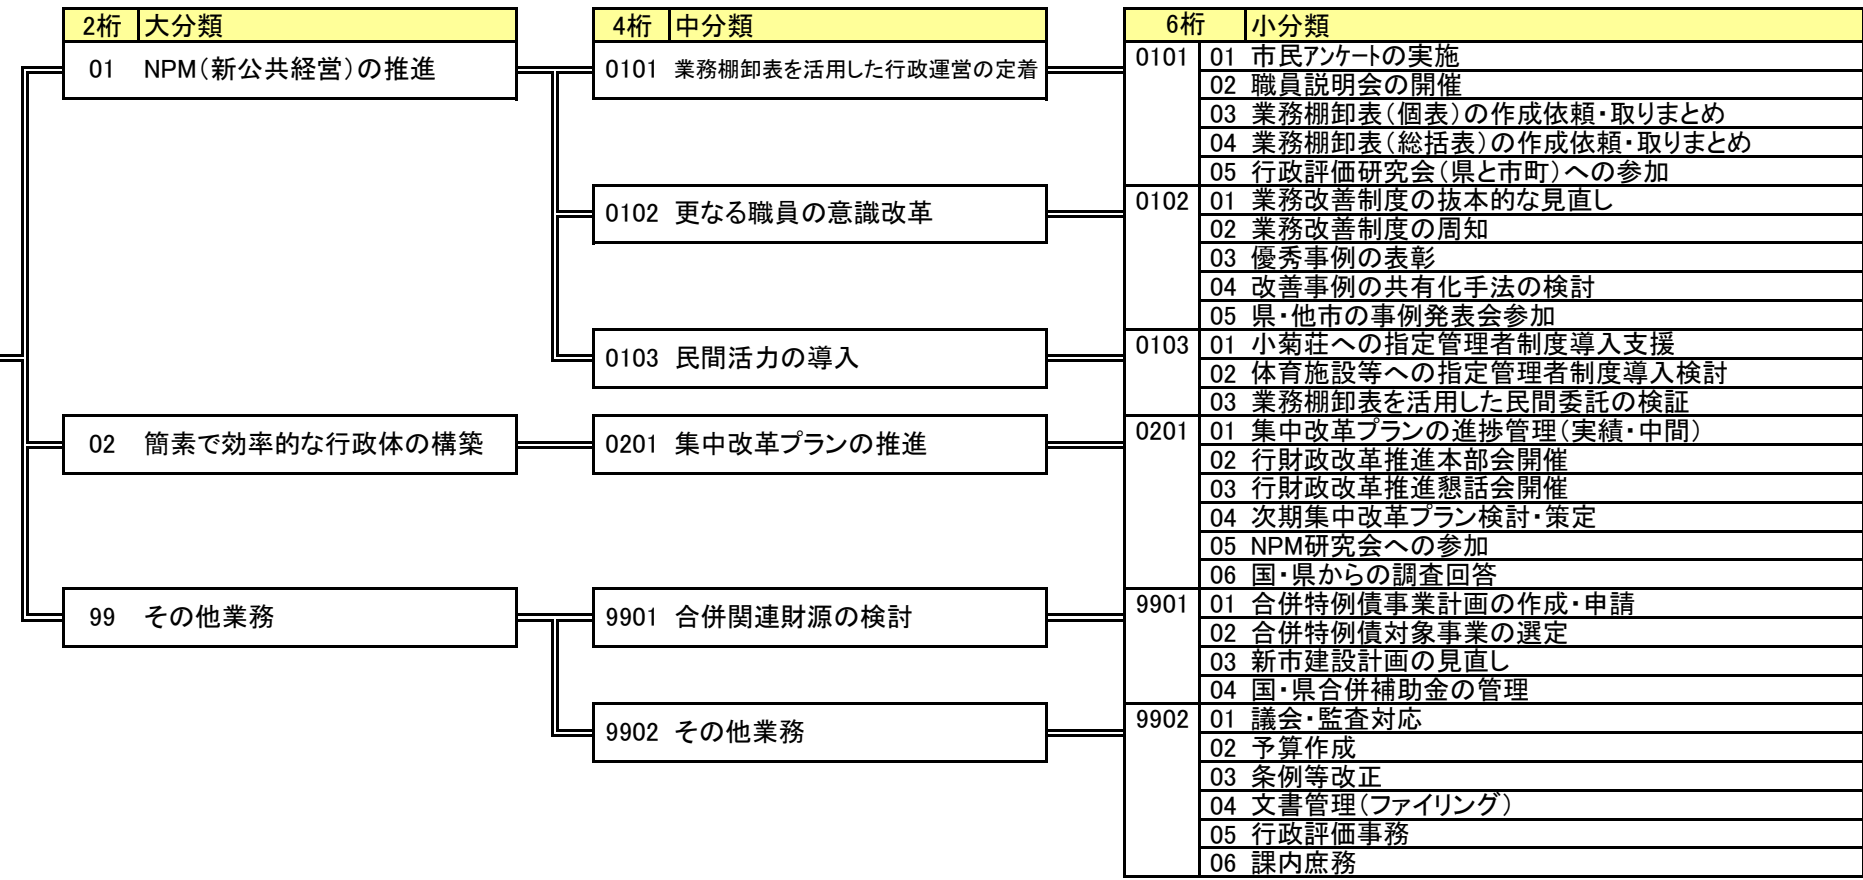 2桁 大分類 4桁 中分類 6桁 小分類
01 NPM（新公共経営）の推進 0101 業務棚卸表を活用した行政運営の定着 0101 01 市民アンケートの実施
02 職員説明会の開催
03 業務棚卸表（個表）の作成依頼・取りまとめ
04 業務棚卸表（総括表）の作成依頼・取りまとめ
05 行政評価研究会（県と市町）への参加
0102 更なる職員の意識改革 0102 01 業務改善制度の抜本的な見直し
02 業務改善制度の周知
03 優秀事例の表彰
04 改善事例の共有化手法の検討
05 県・他市の事例発表会参加
0103 民間活力の導入 0103 01 小菊荘への指定管理者制度導入支援
02 体育施設等への指定管理者制度導入検討
03 業務棚卸表を活用した民間委託の検証
02 簡素で効率的な行政体の構築 0201 集中改革プランの推進 0201 01 集中改革プランの進捗管理（実績・中間）
02 行財政改革推進本部会開催
03 行財政改革推進懇話会開催
04 次期集中改革プラン検討・策定
05 NPM研究会への参加
06 国・県からの調査回答
99 その他業務 9901 合併関連財源の検討 9901 01 合併特例債事業計画の作成・申請
02 合併特例債対象事業の選定
03 新市建設計画の見直し
04 国・県合併補助金の管理
9902 その他業務 9902 01 議会・監査対応
02 予算作成
03 条例等改正
04 文書管理（ファイリング）
05 行政評価事務
06 課内庶務